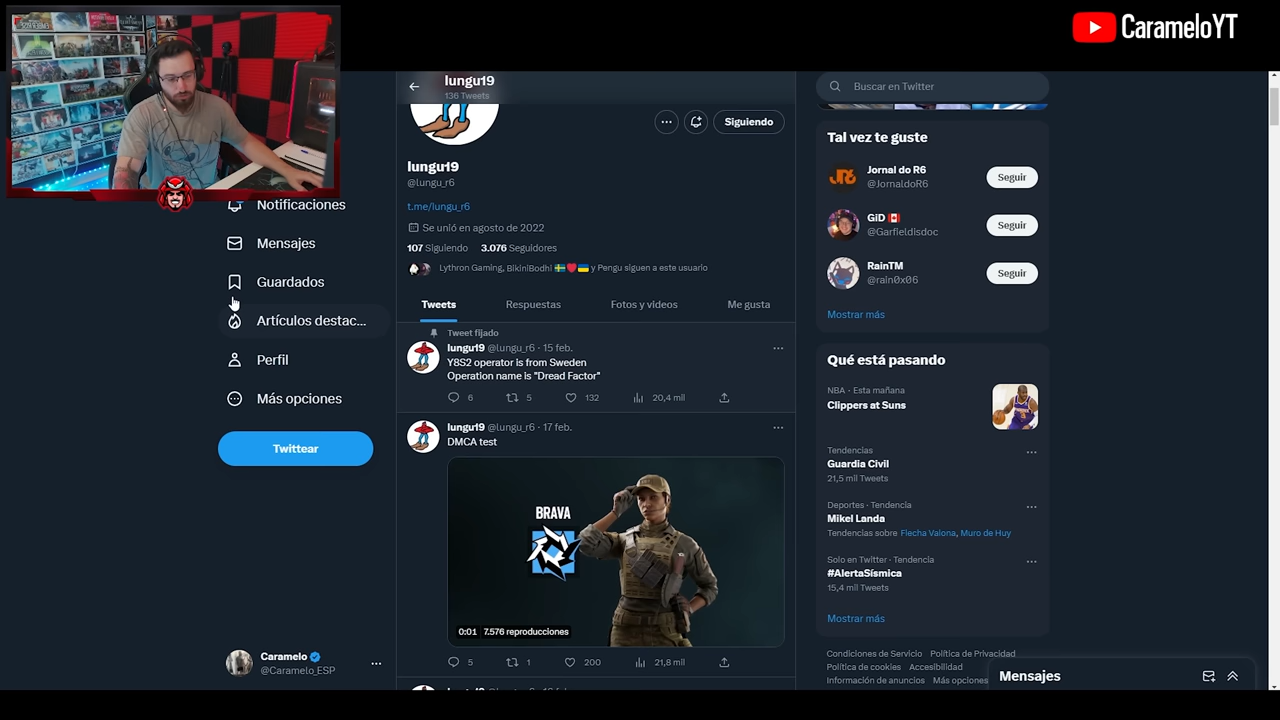 CarameloYT
lungu19
136 Tweets
Siguiendo
lungu19
@lungu_r6
t.me/lungu_r6
Se unió en agosto de 2022
107 Siguiendo 3.076 Seguidores
Lythron Gaming, BikiniBodhi 🇸🇪❤️🇺🇦 y Pengu siguen a este usuario
Tweets Respuestas Fotos y videos Me gusta
Tweet fijado
lungu19 @lungu_r6 · 15 feb.
Y8S2 operator is from Sweden
Operation name is "Dread Factor"
6 5 132 20,4 mil
lungu19 @lungu_r6 · 17 feb.
DMCA test
BRAVA
0:01 7.576 reproducciones
5 1 200 21,8 mil
Notificaciones
Mensajes
Guardados
Artículos destac...
Perfil
Más opciones
Twittear
Caramelo
@Caramelo_ESP
Buscar en Twitter
Tal vez te guste
Jornal do R6
@JornaldoR6
Seguir
GiD 🇨🇦
@Garfieldisdoc
Seguir
RainTM
@rain0x06
Seguir
Mostrar más
Qué está pasando
NBA · Esta mañana
Clippers at Suns
Tendencias
Guardia Civil
21,5 mil Tweets
Deportes · Tendencia
Mikel Landa
Tendencias sobre Flecha Valona, Muro de Huy
Solo en Twitter · Tendencia
#AlertaSísmica
15,4 mil Tweets
Mostrar más
Condiciones de Servicio Política de Privacidad
Política de cookies Accesibilidad
Información de anuncios Más opciones
Mensajes